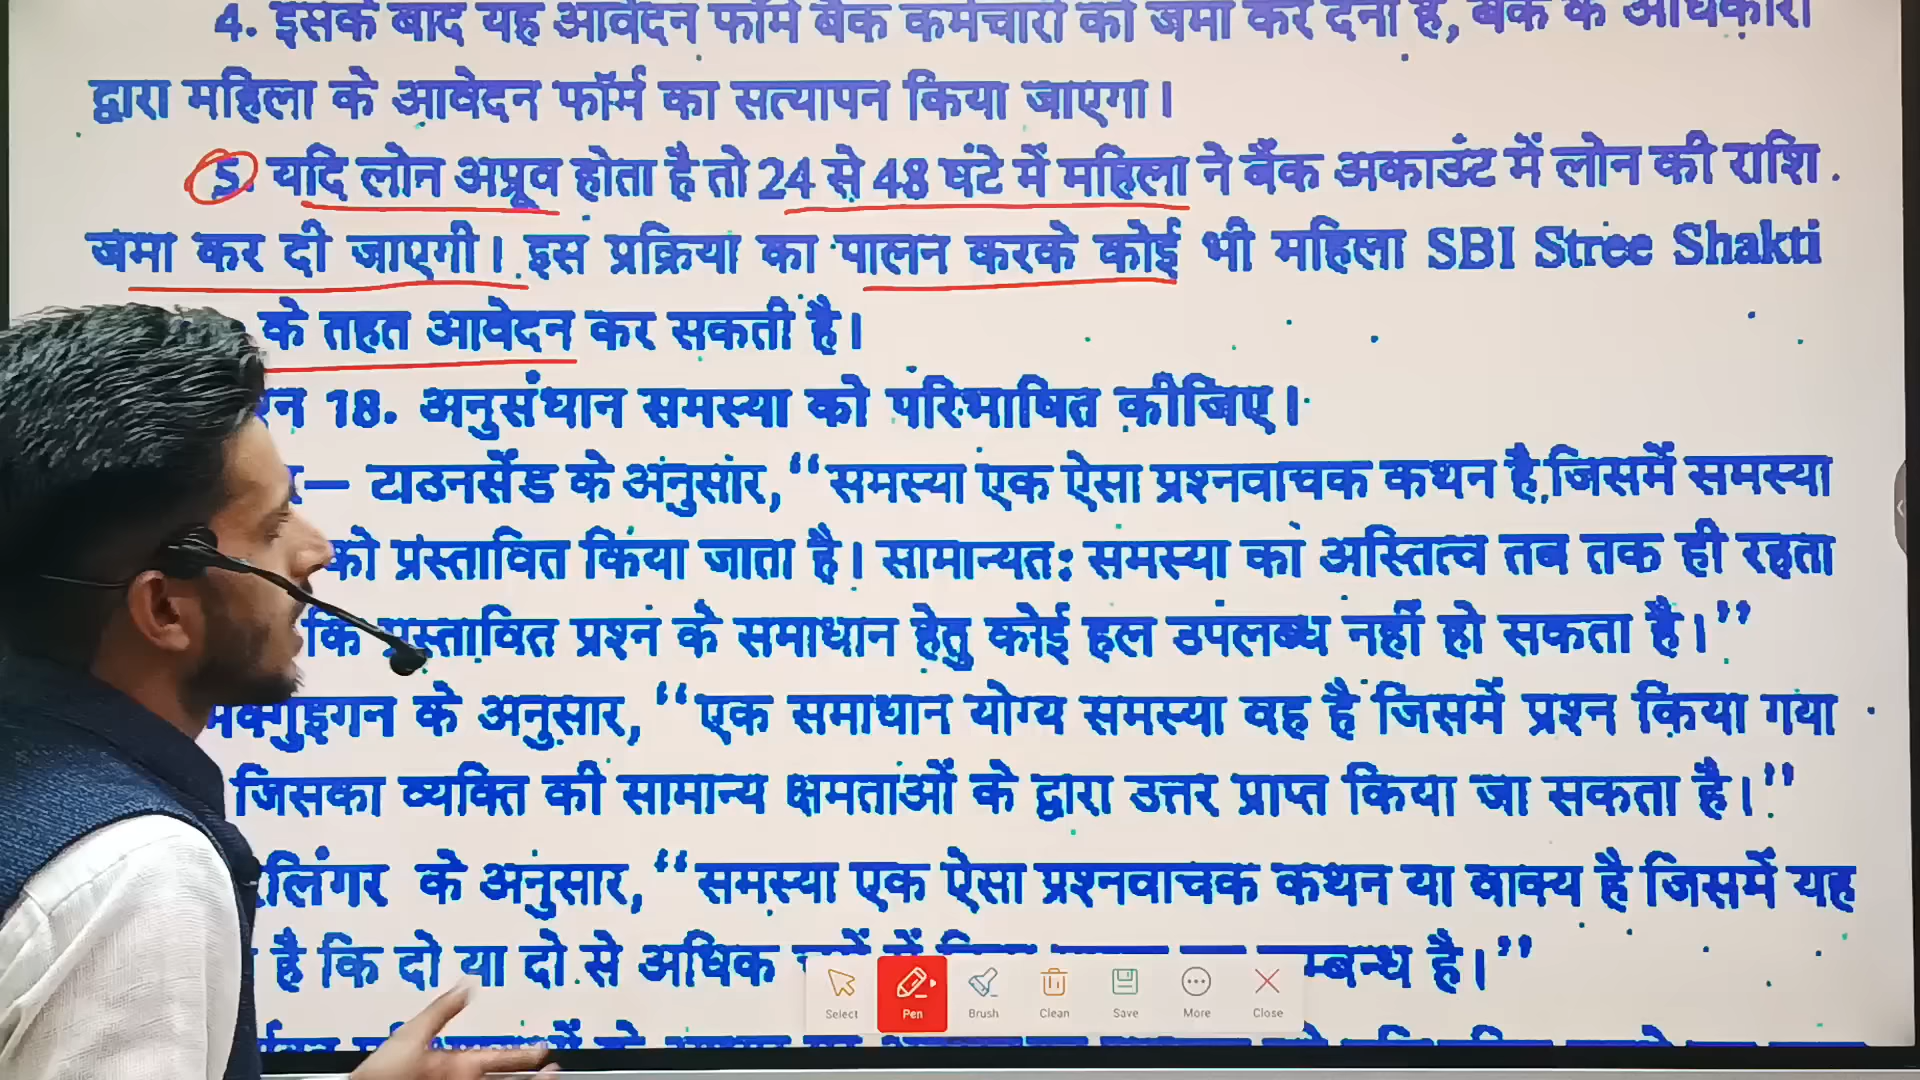 4. इसके बाद यह आवेदन फॉर्म बैंक कर्मचारी को जमा कर देना है, बैंक के अधिकारी
द्वारा महिला के आवेदन फॉर्म का सत्यापन किया जाएगा।
5. यदि लोन अप्रूव होता है तो 24 से 48 घंटे में महिला ने बैंक अकाउंट में लोन की राशि
जमा कर दी जाएगी। इस प्रक्रिया का पालन करके कोई भी महिला SBI Stree Shakti
के तहत आवेदन कर सकती है।
18. अनुसंधान समस्या को परिभाषित कीजिए।
— टाउनसेंड के अनुसार, “समस्या एक ऐसा प्रश्नवाचक कथन है,जिसमें समस्या
को प्रस्तावित किया जाता है। सामान्यतः समस्या का अस्तित्व तब तक ही रहता
कि प्रस्तावित प्रश्न के समाधान हेतु कोई हल उपलब्ध नहीं हो सकता है।”
मैक्गुइगन के अनुसार, “एक समाधान योग्य समस्या वह है जिसमें प्रश्न किया गया
जिसका व्यक्ति की सामान्य क्षमताओं के द्वारा उत्तर प्राप्त किया जा सकता है।”
के अनुसार, “समस्या एक ऐसा प्रश्नवाचक कथन या वाक्य है जिसमें यह
है कि दो या दो से अधिक है।”
Select Pen Brush Clean Save More Close